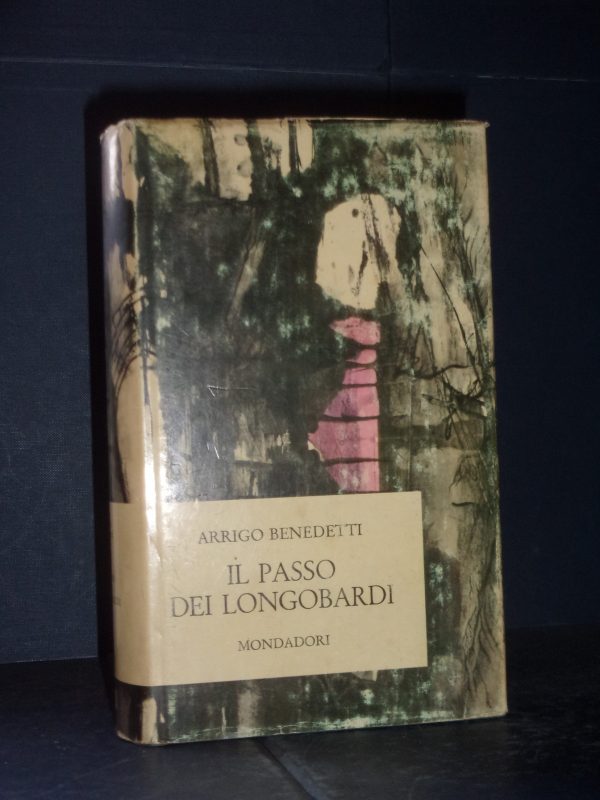 ARRIGO BENEDETTI
IL PASSO
DEI LONGOBARDI
MONDADORI